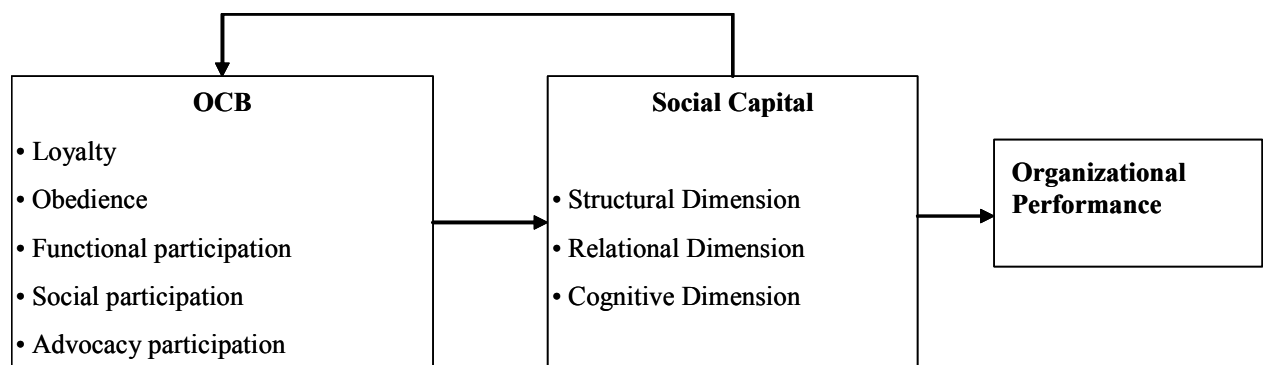 OCB
• Loyalty
• Obedience
• Functional participation
• Social participation
• Advocacy participation
Social Capital
• Structural Dimension
• Relational Dimension
• Cognitive Dimension
Organizational
Performance